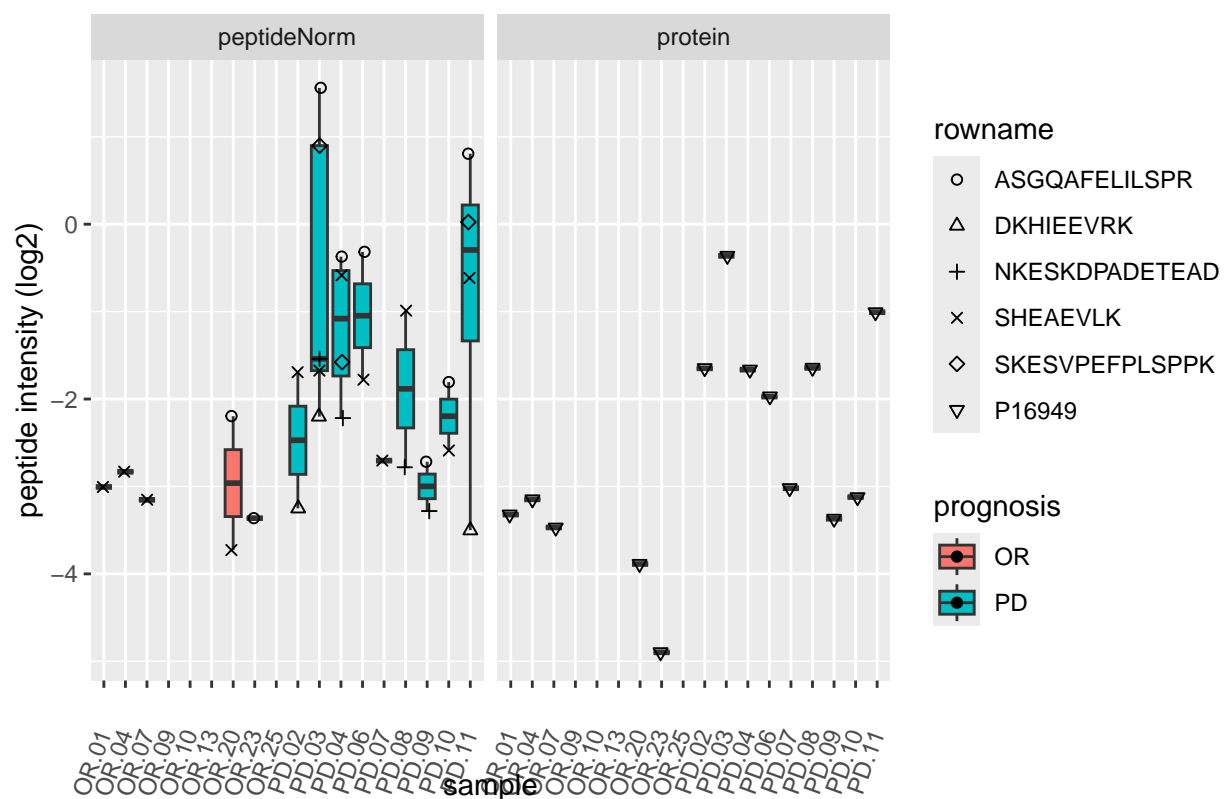 peptideNorm
protein
peptide intensity (log2)
0
−2
−4
OR.01
OR.04
OR.07
OR.09
OR.10
OR.13
OR.20
OR.23
OR.25
PD.02
PD.03
PD.04
PD.06
PD.07
PD.08
PD.09
PD.10
PD.11
OR.01
OR.04
OR.07
OR.09
OR.10
OR.13
OR.20
OR.23
OR.25
PD.02
PD.03
PD.04
PD.06
PD.07
PD.08
PD.09
PD.10
PD.11
sample
rowname
ASGQAFELILSPR
DKHIEEVRK
NKESKDPADETEAD
SHEAEVLK
SKESVPEFPLSPPK
P16949
prognosis
OR
PD